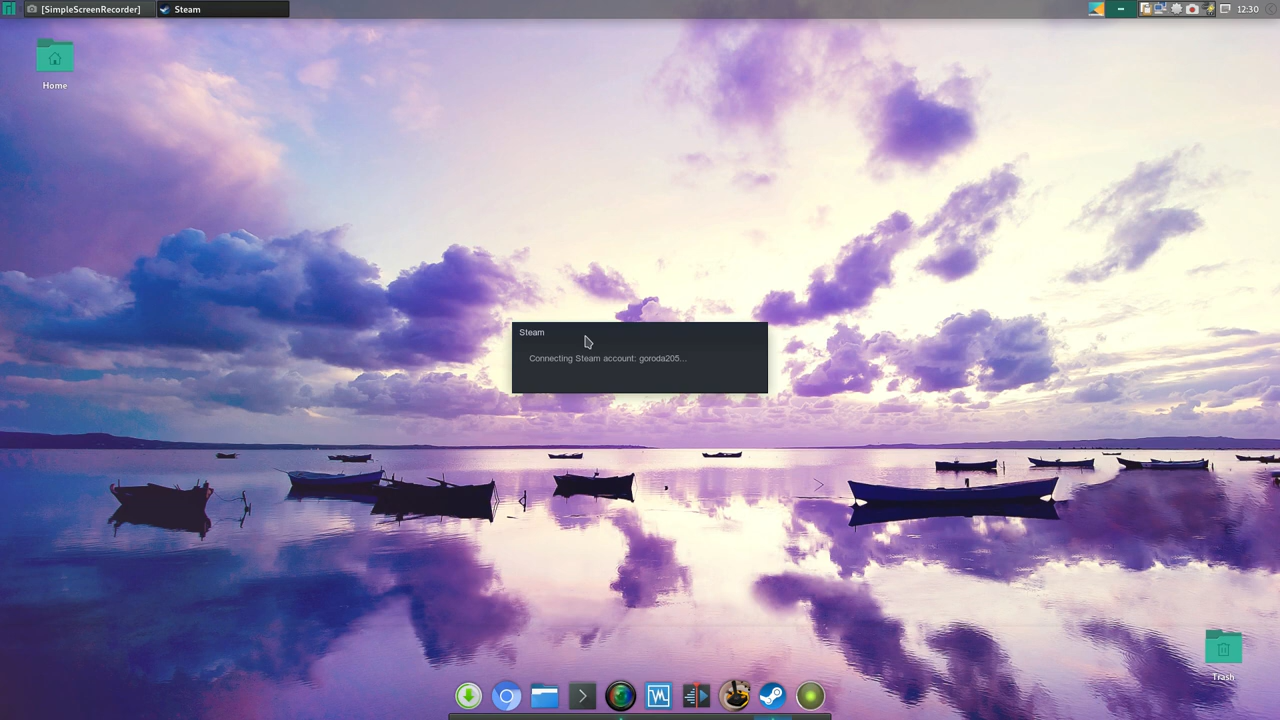 [SimpleScreenRecorder]
Steam
12:30
Home
Steam
Connecting Steam account: goroda205...
Trash